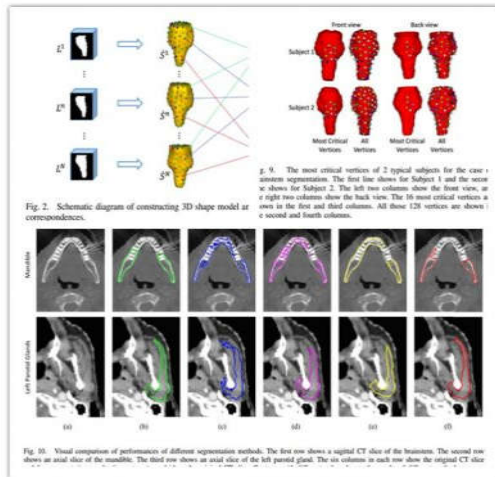 Front view Back view
Subject 1
Subject 2
Most Critical Vertices
All Vertices
Most Critical Vertices
All Vertices
Fig. 2. Schematic diagram of constructing 3D shape model an
correspondences.
g. 9. The most critical vertices of 2 typical subjects for the case
ainstem segmentation. The first line shows for Subject 1 and the secon
ne shows for Subject 2. The left two columns show the front view, an
e right two columns show the back view. The 16 most critical vertices a
own in the first and third columns. All those 128 vertices are shown
e second and fourth columns.
Mandible
Left Parotid Glands
(a) (b) (c) (d) (e) (f)
Fig. 10. Visual comparison of performances of different segmentation methods. The first row shows a sagittal CT slice of the brainstem. The second row
shows an axial slice of the mandible. The third row shows an axial slice of the left parotid gland. The six columns in each row show the original CT slice